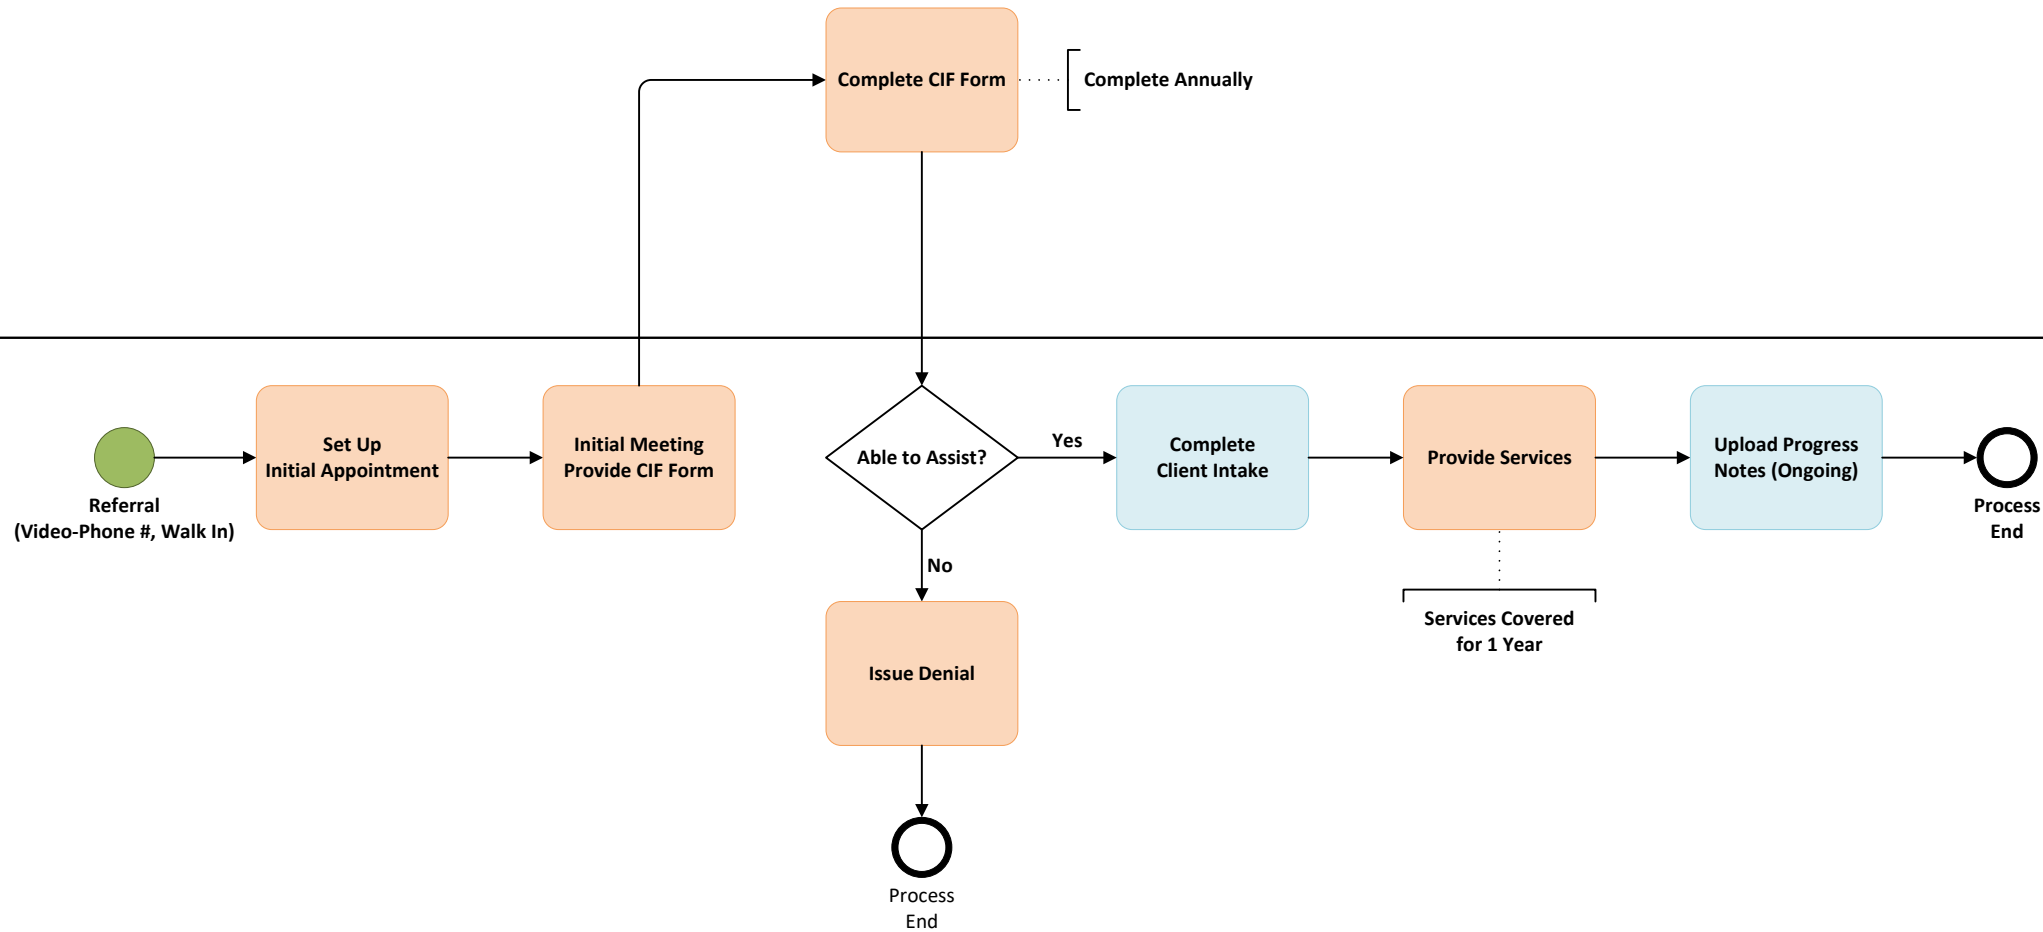 Complete CIF Form
Complete Annually
Referral
(Video-Phone #, Walk In)
Set Up
Initial Appointment
Initial Meeting
Provide CIF Form
Able to Assist?
Yes
No
Complete
Client Intake
Provide Services
Services Covered
for 1 Year
Upload Progress
Notes (Ongoing)
Process
End
Issue Denial
Process
End